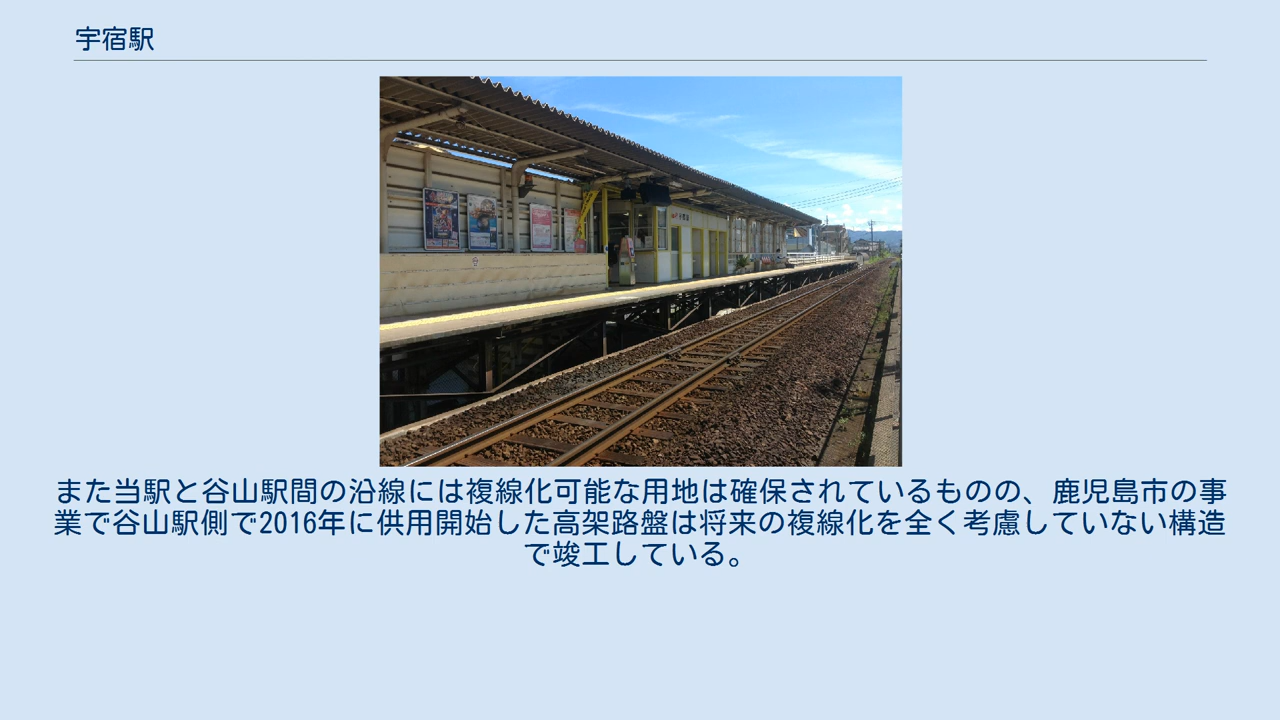 宇宿駅
また当駅と谷山駅間の沿線には複線化可能な用地は確保されているものの、鹿児島市の事
業で谷山駅側で2016年に供用開始した高架路盤は将来の複線化を全く考慮していない構造
で竣工している。